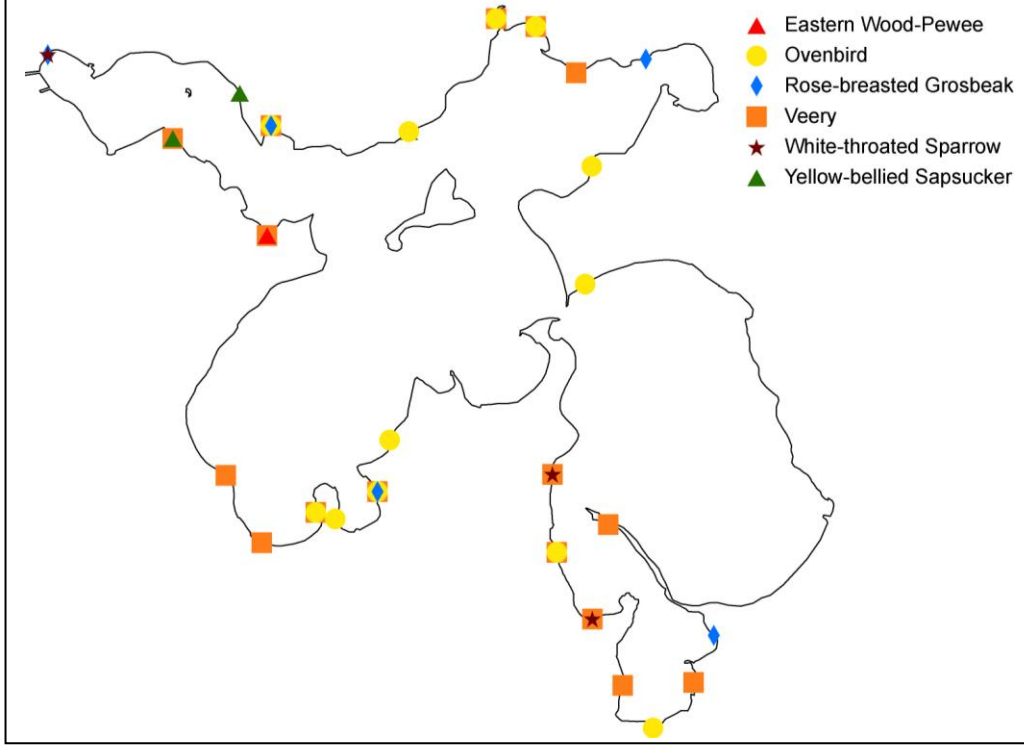 Eastern Wood-Pewee
Ovenbird
Rose-breasted Grosbeak
Veery
White-throated Sparrow
Yellow-bellied Sapsucker